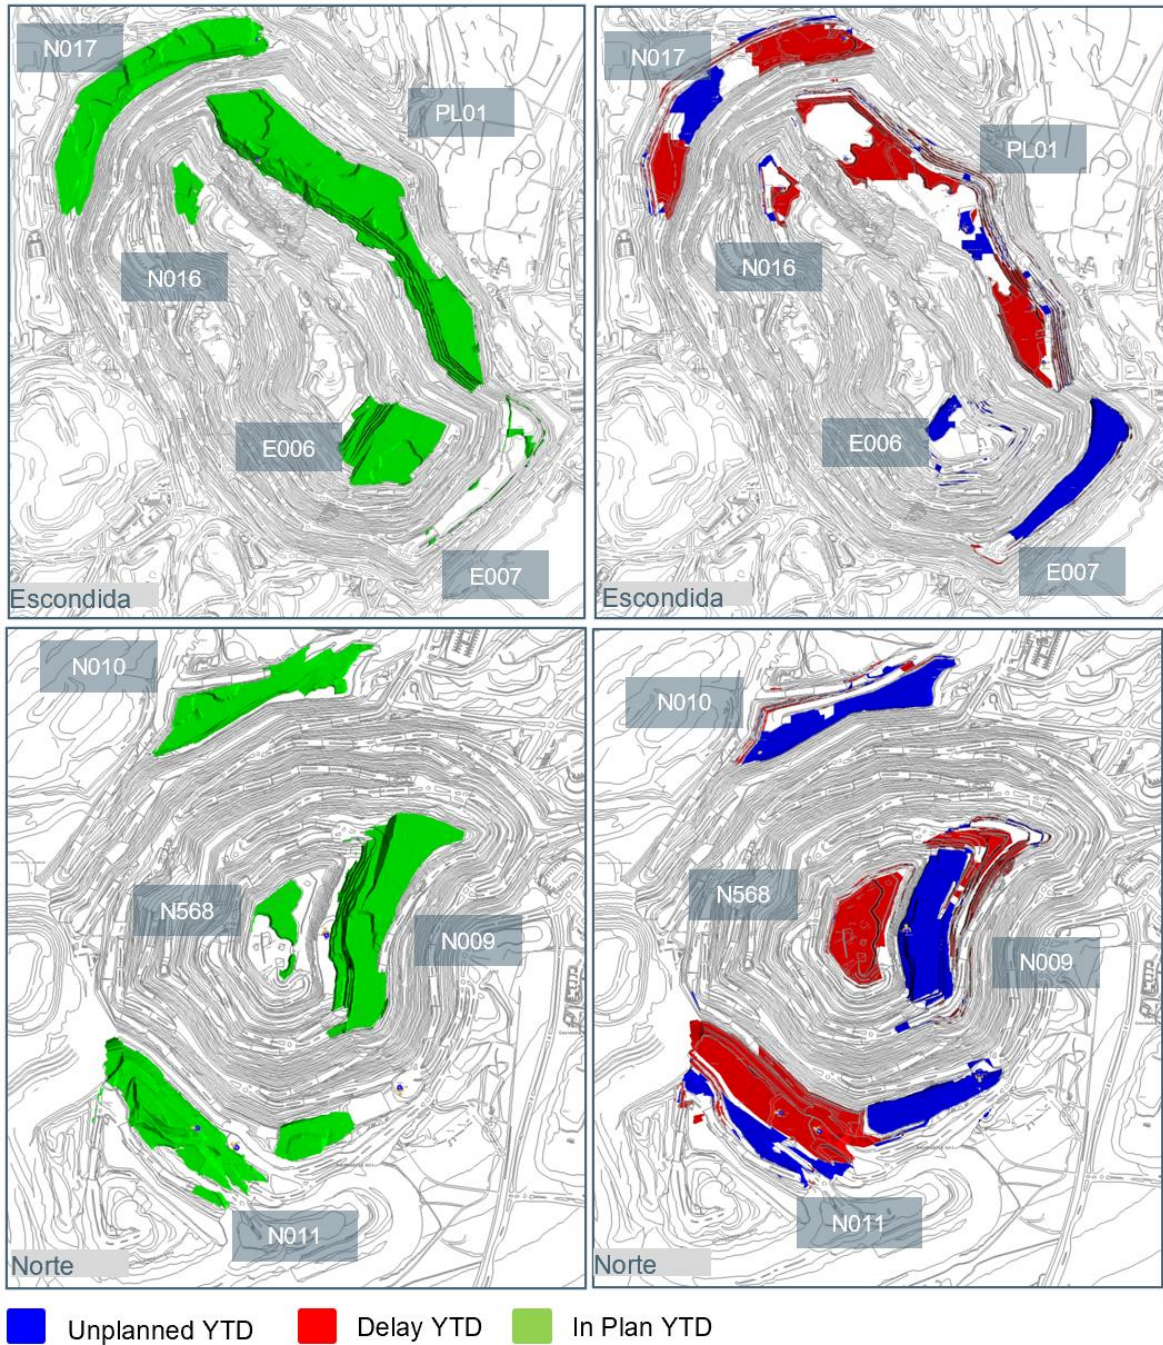 N017
PL01
N016
E006
E007
Escondida
N017
PL01
N016
E006
E007
Escondida
N010
N568
N009
N011
Norte
N010
N568
N009
N011
Norte
Unplanned YTD
Delay YTD
In Plan YTD